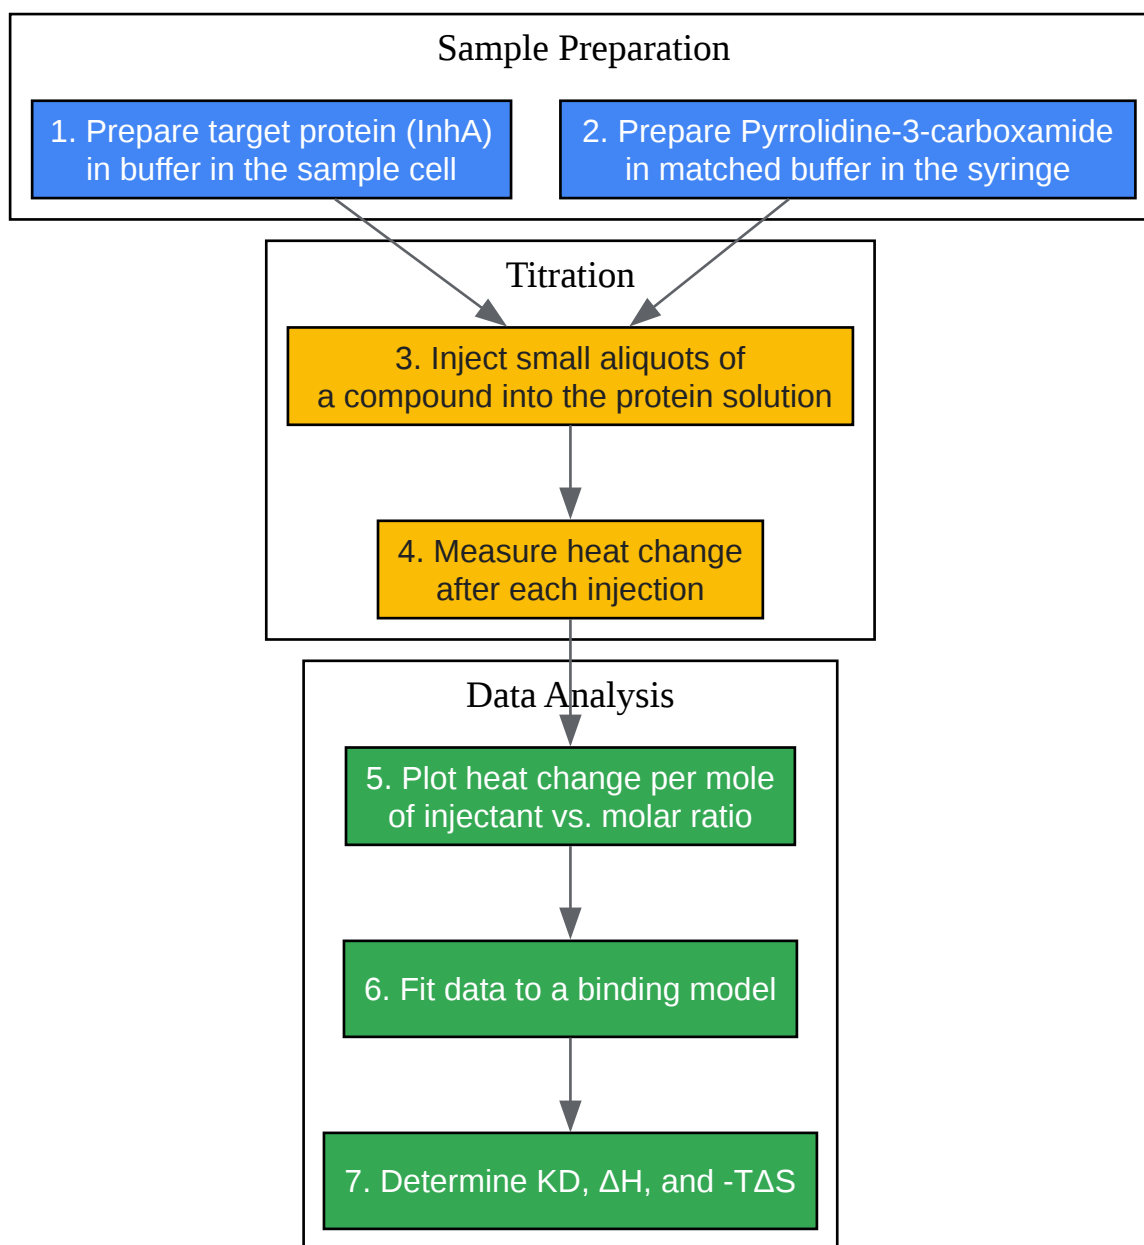 Sample Preparation
1. Prepare target protein (InhA)
in buffer in the sample cell
2. Prepare Pyrrolidine-3-carboxamide
in matched buffer in the syringe
Titration
3. Inject small aliquots of
a compound into the protein solution
4. Measure heat change
after each injection
Data Analysis
5. Plot heat change per mole
of injectant vs. molar ratio
6. Fit data to a binding model
7. Determine KD, ΔH, and -TΔS